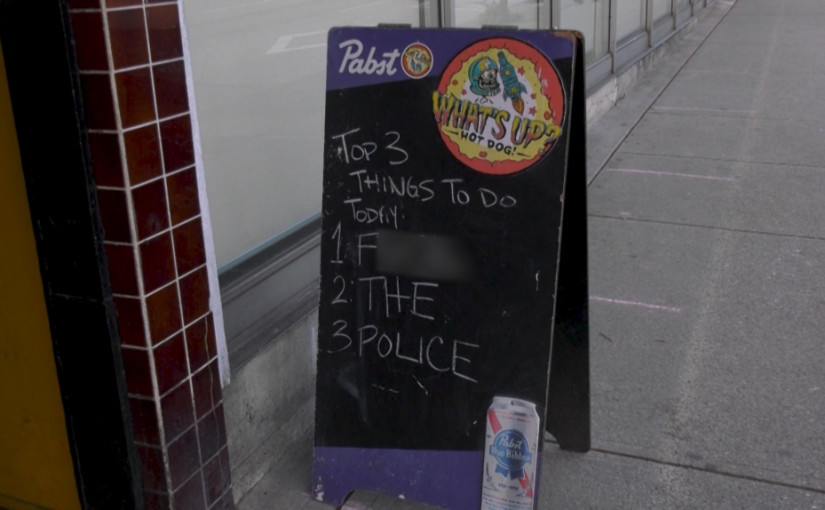 Pabst
WHAT'S UP?
HOT DOG!
TOP 3
THINGS TO DO
TODAY:
1 F
2: THE
3 POLICE
Pabst
Blue Ribbon